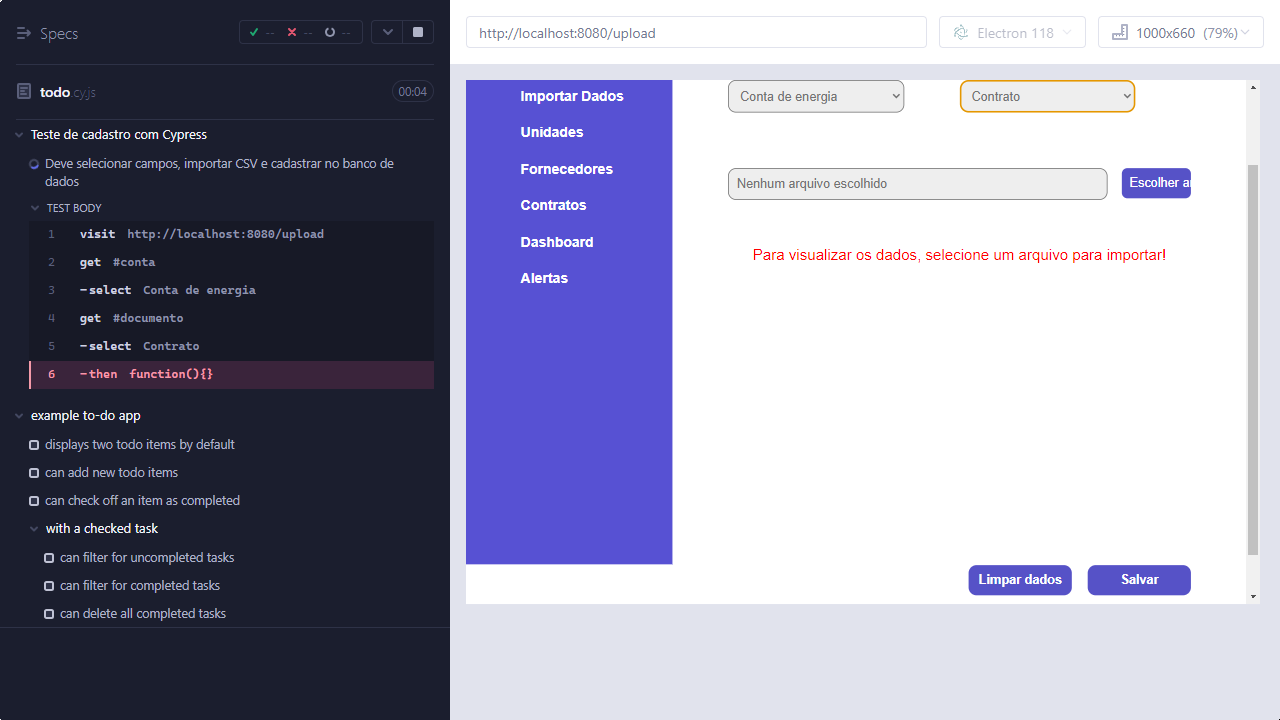 Specs
-- -- --
todo.cy.js
00:04
Teste de cadastro com Cypress
Deve selecionar campos, importar CSV e cadastrar no banco de
dados
TEST BODY
1 visit http://localhost:8080/upload
2 get #conta
3 -select Conta de energia
4 get #documento
5 -select Contrato
6 -then function(){}
example to-do app
displays two todo items by default
can add new todo items
can check off an item as completed
with a checked task
can filter for uncompleted tasks
can filter for completed tasks
can delete all completed tasks
http://localhost:8080/upload
Electron 118
1000x660 (79%)
Importar Dados
Unidades
Fornecedores
Contratos
Dashboard
Alertas
Conta de energia
Contrato
Nenhum arquivo escolhido
Escolher ar
Para visualizar os dados, selecione um arquivo para importar!
Limpar dados
Salvar